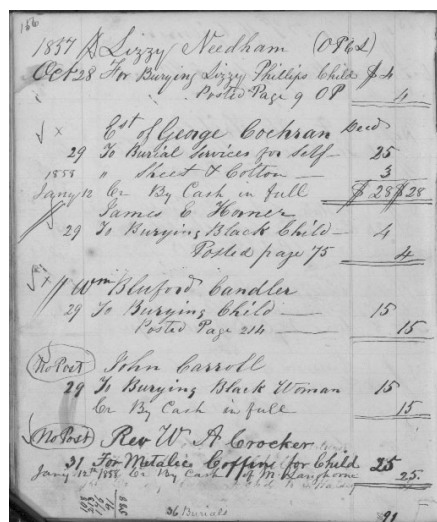 166
1857 Lizzy Needham (OP&L)
Oct 28 For Burying Lizzy Phillips Child $4
Posted Page 9 OP 4
Est of George Cochran Decd
29 To Burial Services for Self 25
1858 " Sheet & Cotton 3
Jany 12 Cr By Cash in full $28 $28
James E Horner
29 To Burying Black Child 4
Posted page 75 4
Wm Bluford Candler
29 To Burying Child 15
Posted Page 214 15
No Post John Carroll
29 To Burying Black Woman 15
Cr By Cash in full 15
No Post Rev W. A Crocker
31 For Metalic Coffin for Child 25
Jany 12th 1858 Cr By Cash of M Langhorne 25.
36 Burials 91